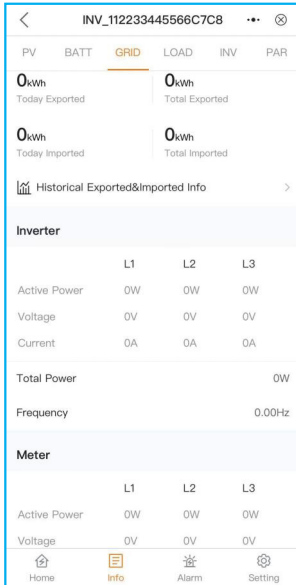 INV_112233445566C7C8
PV BATT GRID LOAD INV PAR
0kWh 0kWh
Today Exported Total Exported
0kWh 0kWh
Today Imported Total Imported
Historical Exported&Imported Info
Inverter
L1 L2 L3
Active Power 0W 0W 0W
Voltage 0V 0V 0V
Current 0A 0A 0A
Total Power 0W
Frequency 0.00Hz
Meter
L1 L2 L3
Active Power 0W 0W 0W
Voltage 0V 0V 0V
Home Info Alarm Setting